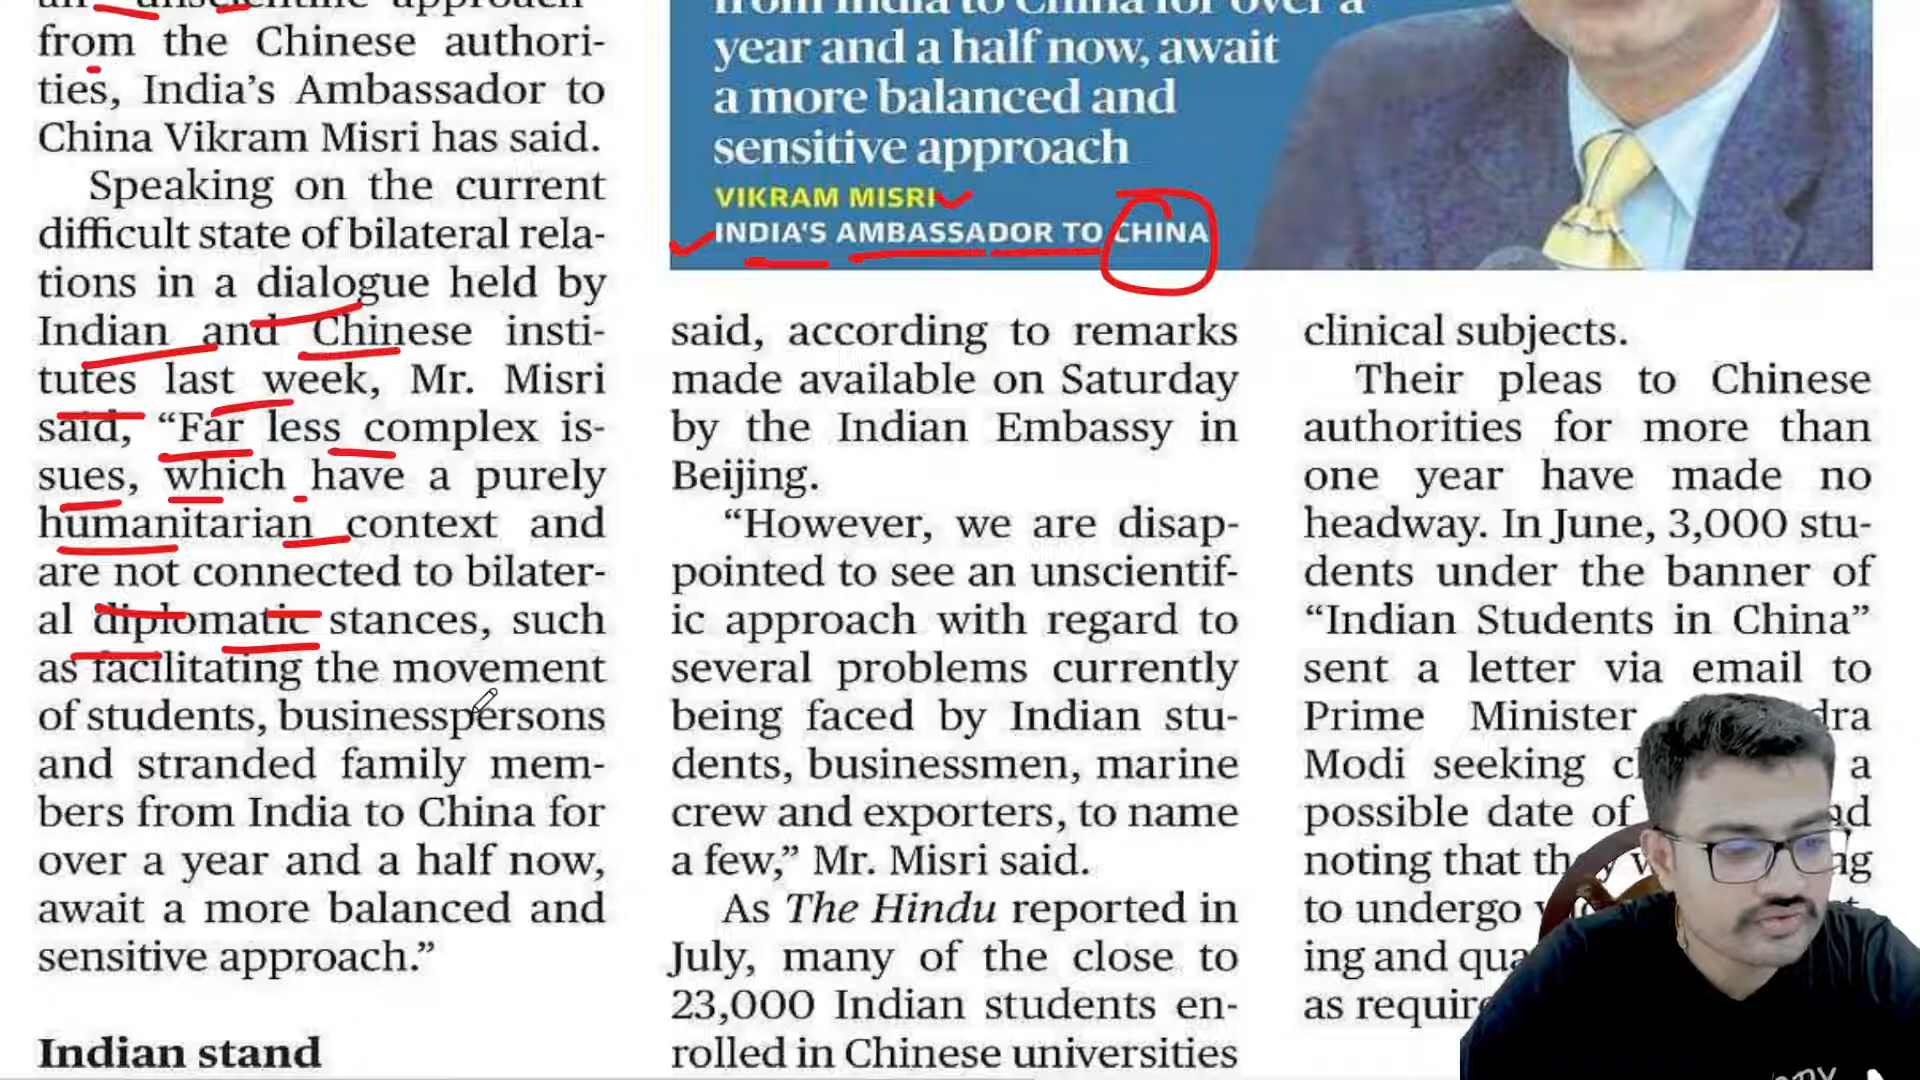 an unscientific approach
from the Chinese authori-
ties, India's Ambassador to
China Vikram Misri has said.
Speaking on the current
difficult state of bilateral rela-
tions in a dialogue held by
Indian and Chinese insti-
tutes last week, Mr. Misri
said, “Far less complex is-
sues, which have a purely
humanitarian context and
are not connected to bilater-
al diplomatic stances, such
as facilitating the movement
of students, businesspersons
and stranded family mem-
bers from India to China for
over a year and a half now,
await a more balanced and
sensitive approach.”
Indian stand
from India to China for over a
year and a half now, await
a more balanced and
sensitive approach
VIKRAM MISRI
INDIA'S AMBASSADOR TO CHINA
said, according to remarks
made available on Saturday
by the Indian Embassy in
Beijing.
“However, we are disap-
pointed to see an unscientif-
ic approach with regard to
several problems currently
being faced by Indian stu-
dents, businessmen, marine
crew and exporters, to name
a few,” Mr. Misri said.
As The Hindu reported in
July, many of the close to
23,000 Indian students en-
rolled in Chinese universities
clinical subjects.
Their pleas to Chinese
authorities for more than
one year have made no
headway. In June, 3,000 stu-
dents under the banner of
“Indian Students in China”
sent a letter via email to
Prime Minister
Modi seeking a
possible date of
noting that
to undergo
ing and
as